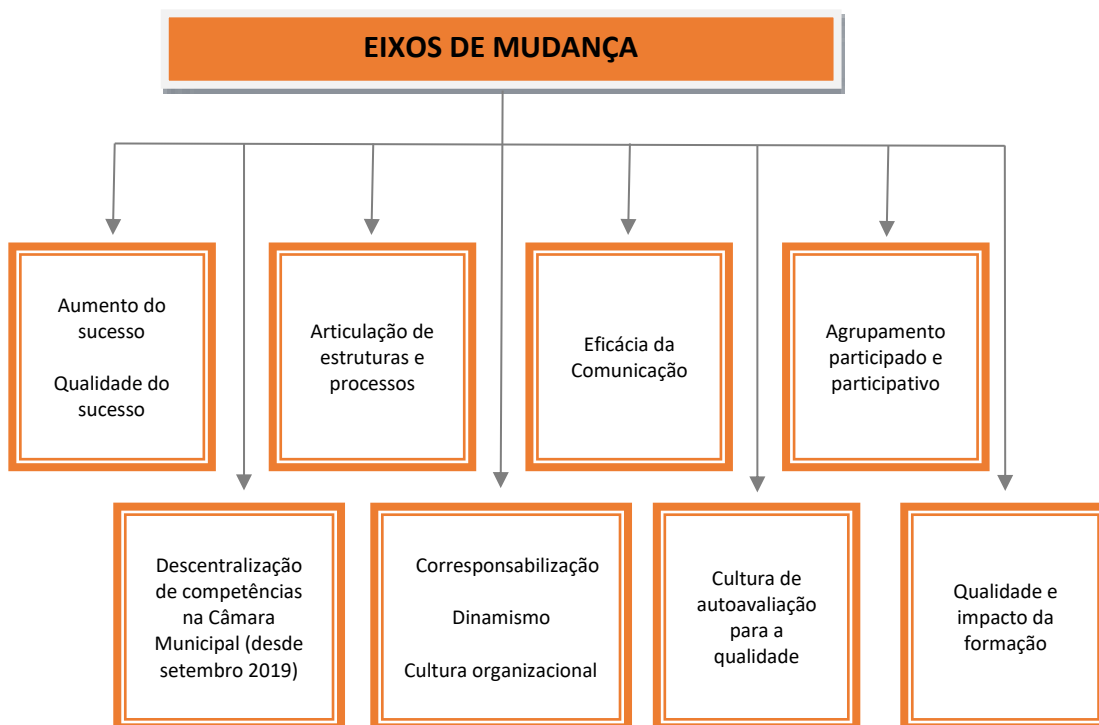 EIXOS DE MUDANÇA
Aumento do
sucesso
Qualidade do
sucesso
Articulação de
estruturas e
processos
Eficácia da
Comunicação
Agrupamento
participado e
participativo
Descentralização
de competências
na Câmara
Municipal (desde
setembro 2019)
Corresponsabilização
Dinamismo
Cultura organizacional
Cultura de
autoavaliação
para a
qualidade
Qualidade e
impacto da
formação